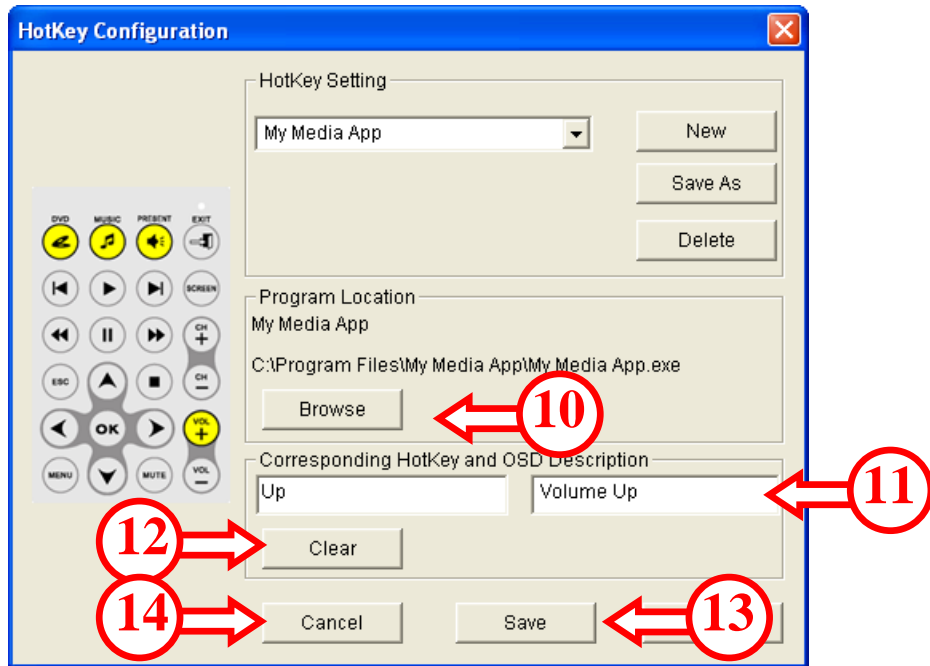 HotKey Configuration
HotKey Setting
My Media App
New
Save As
Delete
DVD MUSIC PRESENT EXIT
SCREEN
CH
+
ESC
CH
−
OK
VOL
+
MENU
MUTE
VOL
−
Program Location
My Media App
C:\Program Files\My Media App\My Media App.exe
Browse
10
Corresponding HotKey and OSD Description
Up
Volume Up
11
12
Clear
14
Cancel
Save
13